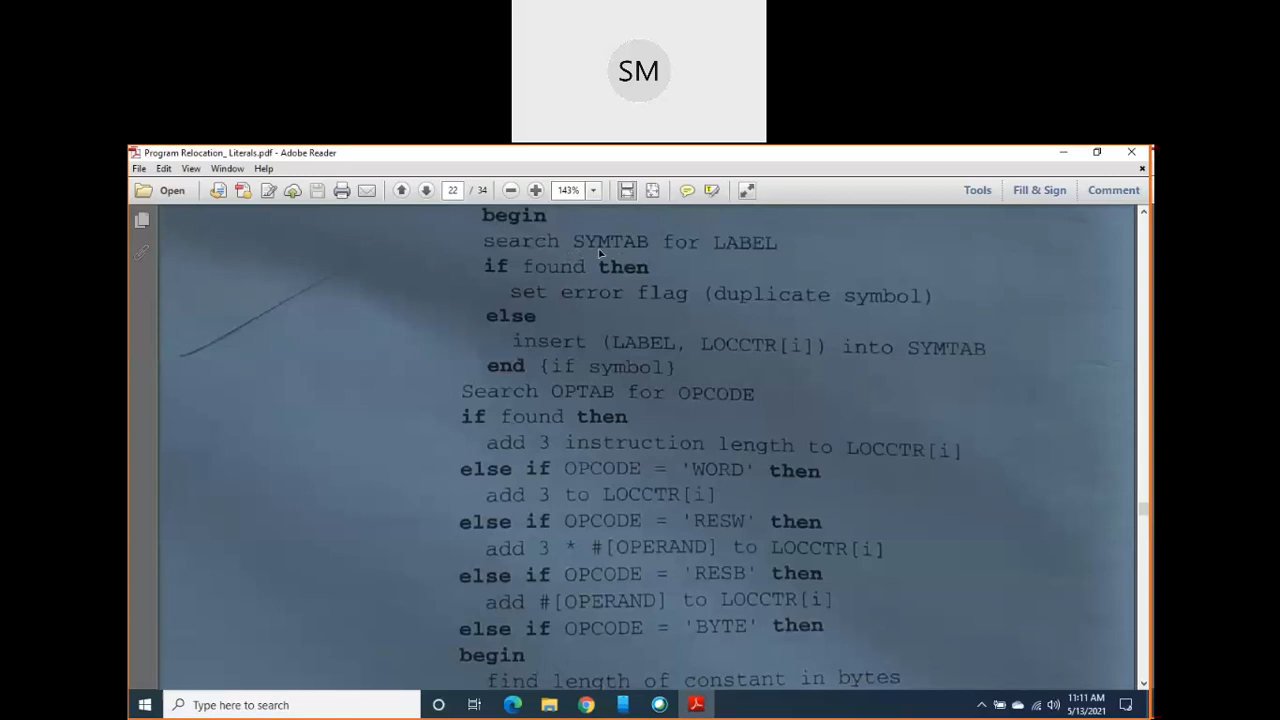 SM
Program Relocation_ Literals.pdf - Adobe Reader
File Edit View Window Help
Open 22 / 34 143% Tools Fill & Sign Comment
begin
search SYMTAB for LABEL
if found then
set error flag (duplicate symbol)
else
insert (LABEL, LOCCTR[i]) into SYMTAB
end {if symbol}
Search OPTAB for OPCODE
if found then
add 3 instruction length to LOCCTR[i]
else if OPCODE = 'WORD' then
add 3 to LOCCTR[i]
else if OPCODE = 'RESW' then
add 3 * #[OPERAND] to LOCCTR[i]
else if OPCODE = 'RESB' then
add #[OPERAND] to LOCCTR[i]
else if OPCODE = 'BYTE' then
begin
find length of constant in bytes
Type here to search
11:11 AM
5/13/2021